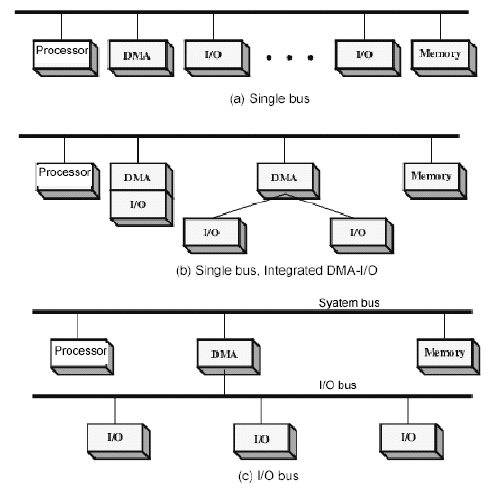 Processor DMA I/O • • • I/O Memory
(a) Single bus
Processor DMA DMA Memory
I/O
I/O I/O
(b) Single bus, Integrated DMA-I/O
Syatem bus
Processor DMA Memory
I/O bus
I/O I/O I/O
(c) I/O bus